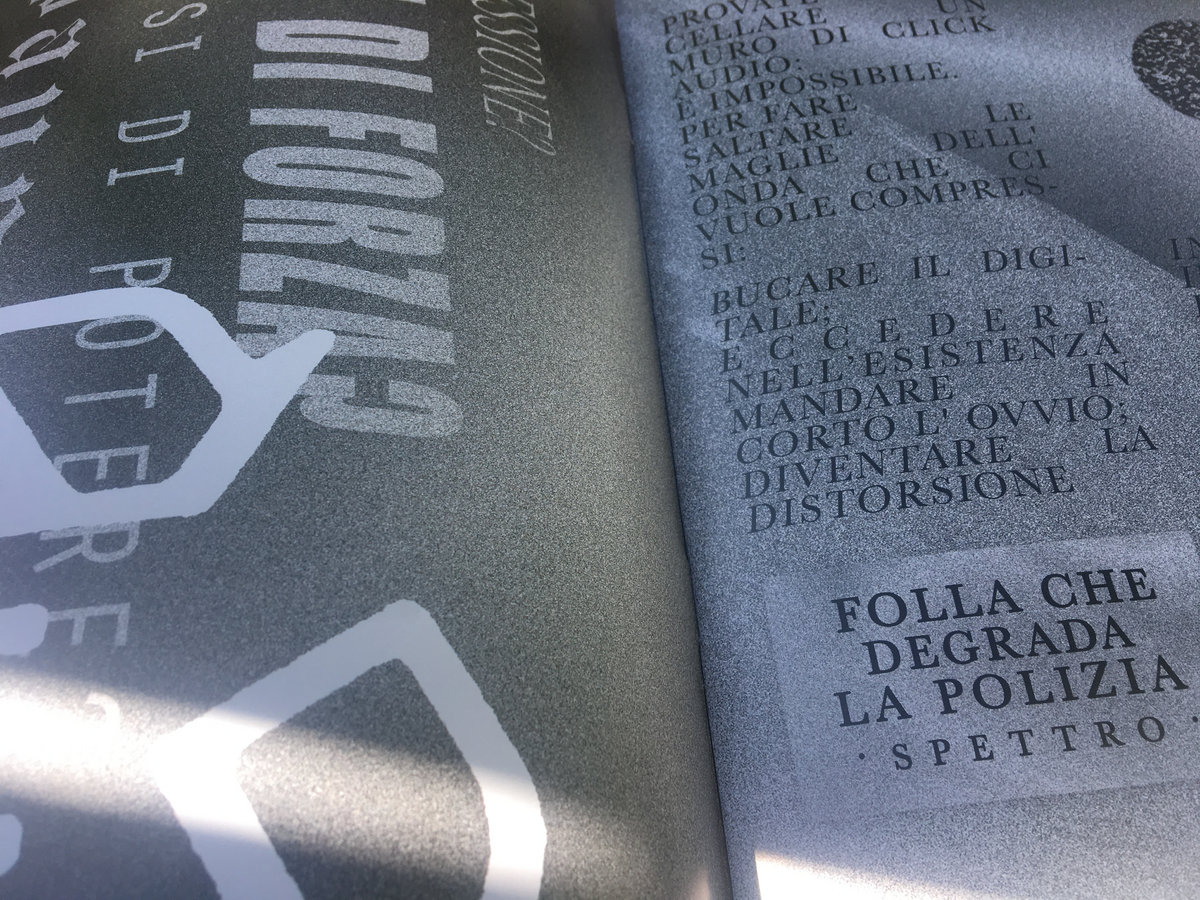 SI DI POTERE?
DI FORZA?
ESSIONE?
PROVATE UN
CELLARE
MURO DI CLICK
AUDIO:
È IMPOSSIBILE.
PER FARE
SALTARE LE
MAGLIE DELL'
ONDA CHE CI
VUOLE COMPRES-
SI:
BUCARE IL DIGI-
TALE;
ECCEDERE
NELL'ESISTENZA
MANDARE IN
CORTO L' OVVIO;
DIVENTARE LA
DISTORSIONE
IN
FOLLA CHE
DEGRADA
LA POLIZIA
· SPETTRO ·